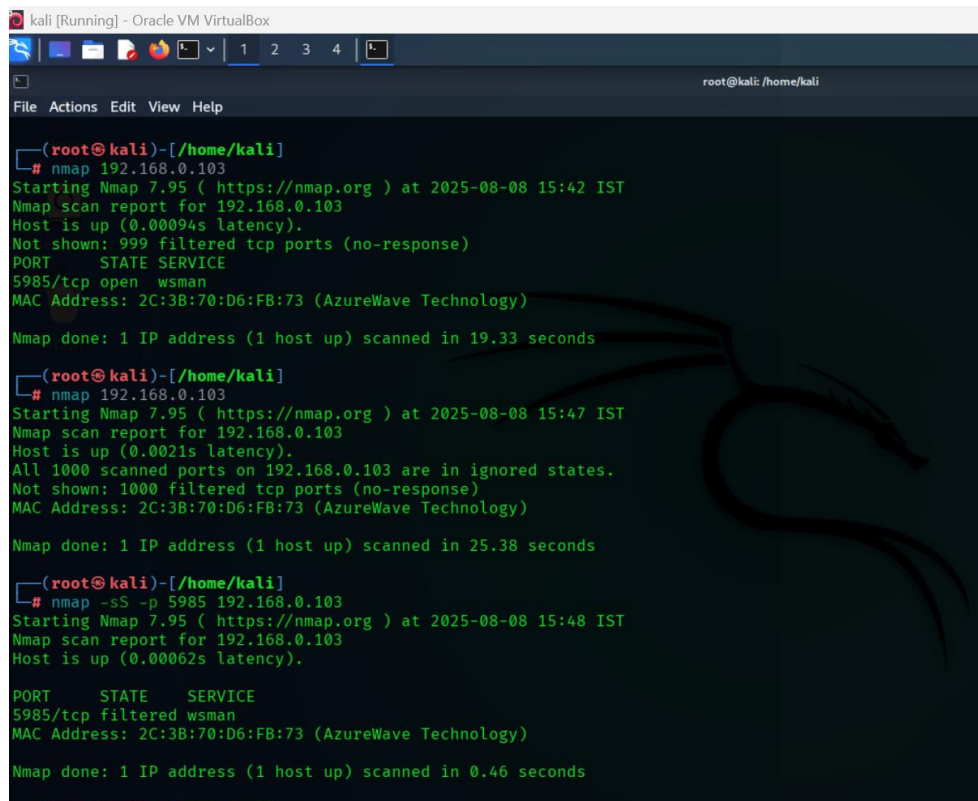 kali [Running] - Oracle VM VirtualBox
1 2 3 4
root@kali: /home/kali
File Actions Edit View Help
┌──(root㉿kali)-[/home/kali]
└─# nmap 192.168.0.103
Starting Nmap 7.95 ( https://nmap.org ) at 2025-08-08 15:42 IST
Nmap scan report for 192.168.0.103
Host is up (0.00094s latency).
Not shown: 999 filtered tcp ports (no-response)
PORT     STATE SERVICE
5985/tcp open  wsman
MAC Address: 2C:3B:70:D6:FB:73 (AzureWave Technology)
Nmap done: 1 IP address (1 host up) scanned in 19.33 seconds
┌──(root㉿kali)-[/home/kali]
└─# nmap 192.168.0.103
Starting Nmap 7.95 ( https://nmap.org ) at 2025-08-08 15:47 IST
Nmap scan report for 192.168.0.103
Host is up (0.0021s latency).
All 1000 scanned ports on 192.168.0.103 are in ignored states.
Not shown: 1000 filtered tcp ports (no-response)
MAC Address: 2C:3B:70:D6:FB:73 (AzureWave Technology)
Nmap done: 1 IP address (1 host up) scanned in 25.38 seconds
┌──(root㉿kali)-[/home/kali]
└─# nmap -sS -p 5985 192.168.0.103
Starting Nmap 7.95 ( https://nmap.org ) at 2025-08-08 15:48 IST
Nmap scan report for 192.168.0.103
Host is up (0.00062s latency).
PORT     STATE    SERVICE
5985/tcp filtered wsman
MAC Address: 2C:3B:70:D6:FB:73 (AzureWave Technology)
Nmap done: 1 IP address (1 host up) scanned in 0.46 seconds